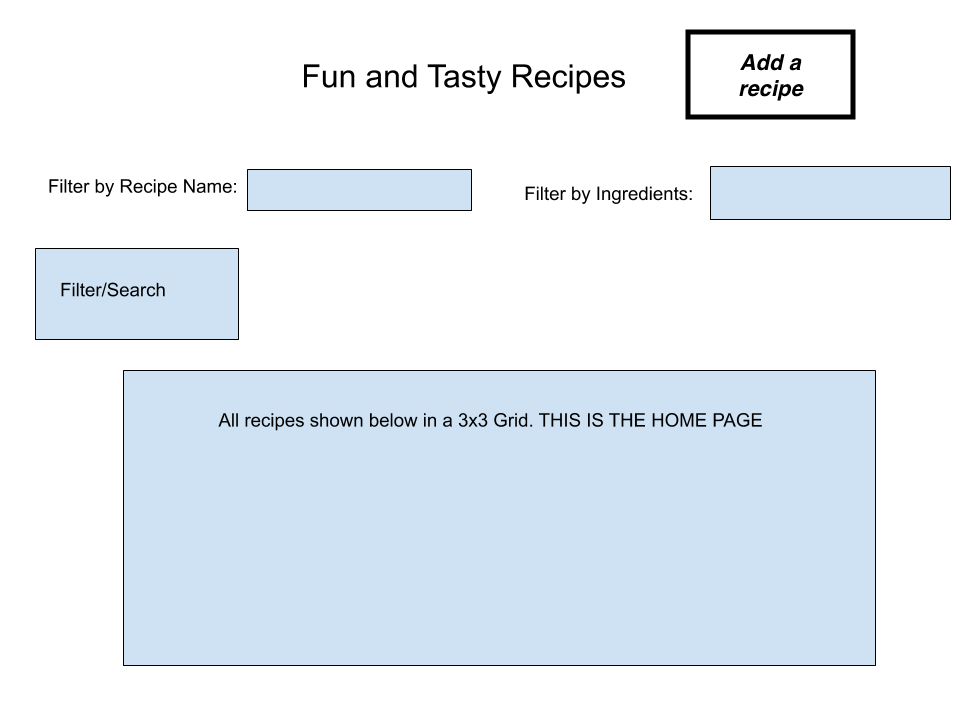 Fun and Tasty Recipes
Add a
recipe
Filter by Recipe Name:
Filter by Ingredients:
Filter/Search
All recipes shown below in a 3x3 Grid. THIS IS THE HOME PAGE